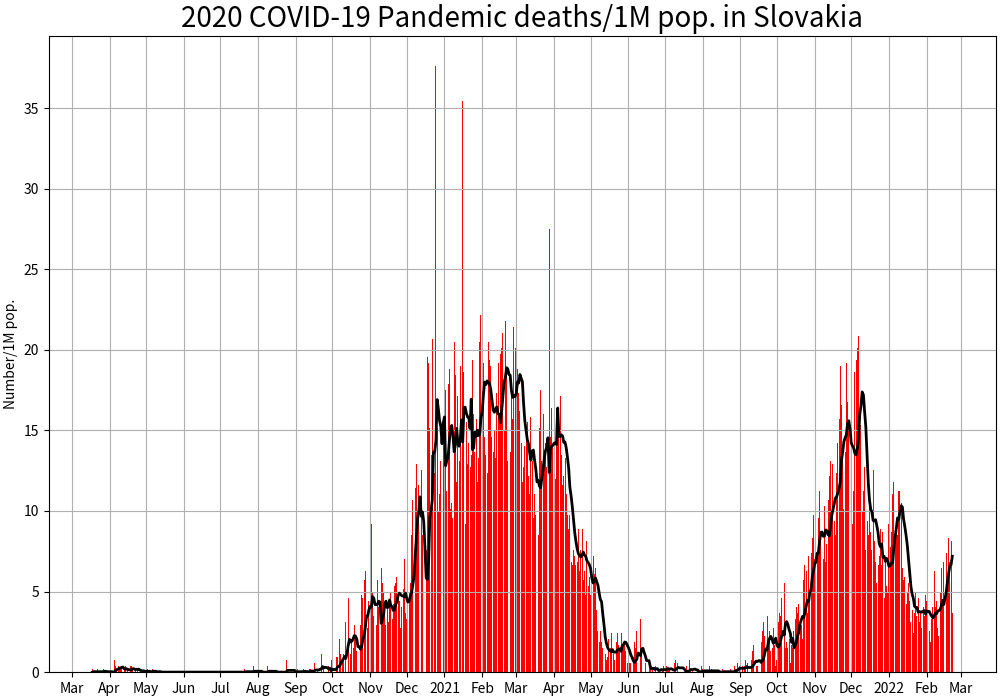 2020 COVID-19 Pandemic deaths/1M pop. in Slovakia
Number/1M pop.
35
30
25
20
15
10
5
0
Mar Apr May Jun Jul Aug Sep Oct Nov Dec 2021 Feb Mar Apr May Jun Jul Aug Sep Oct Nov Dec 2022 Feb Mar